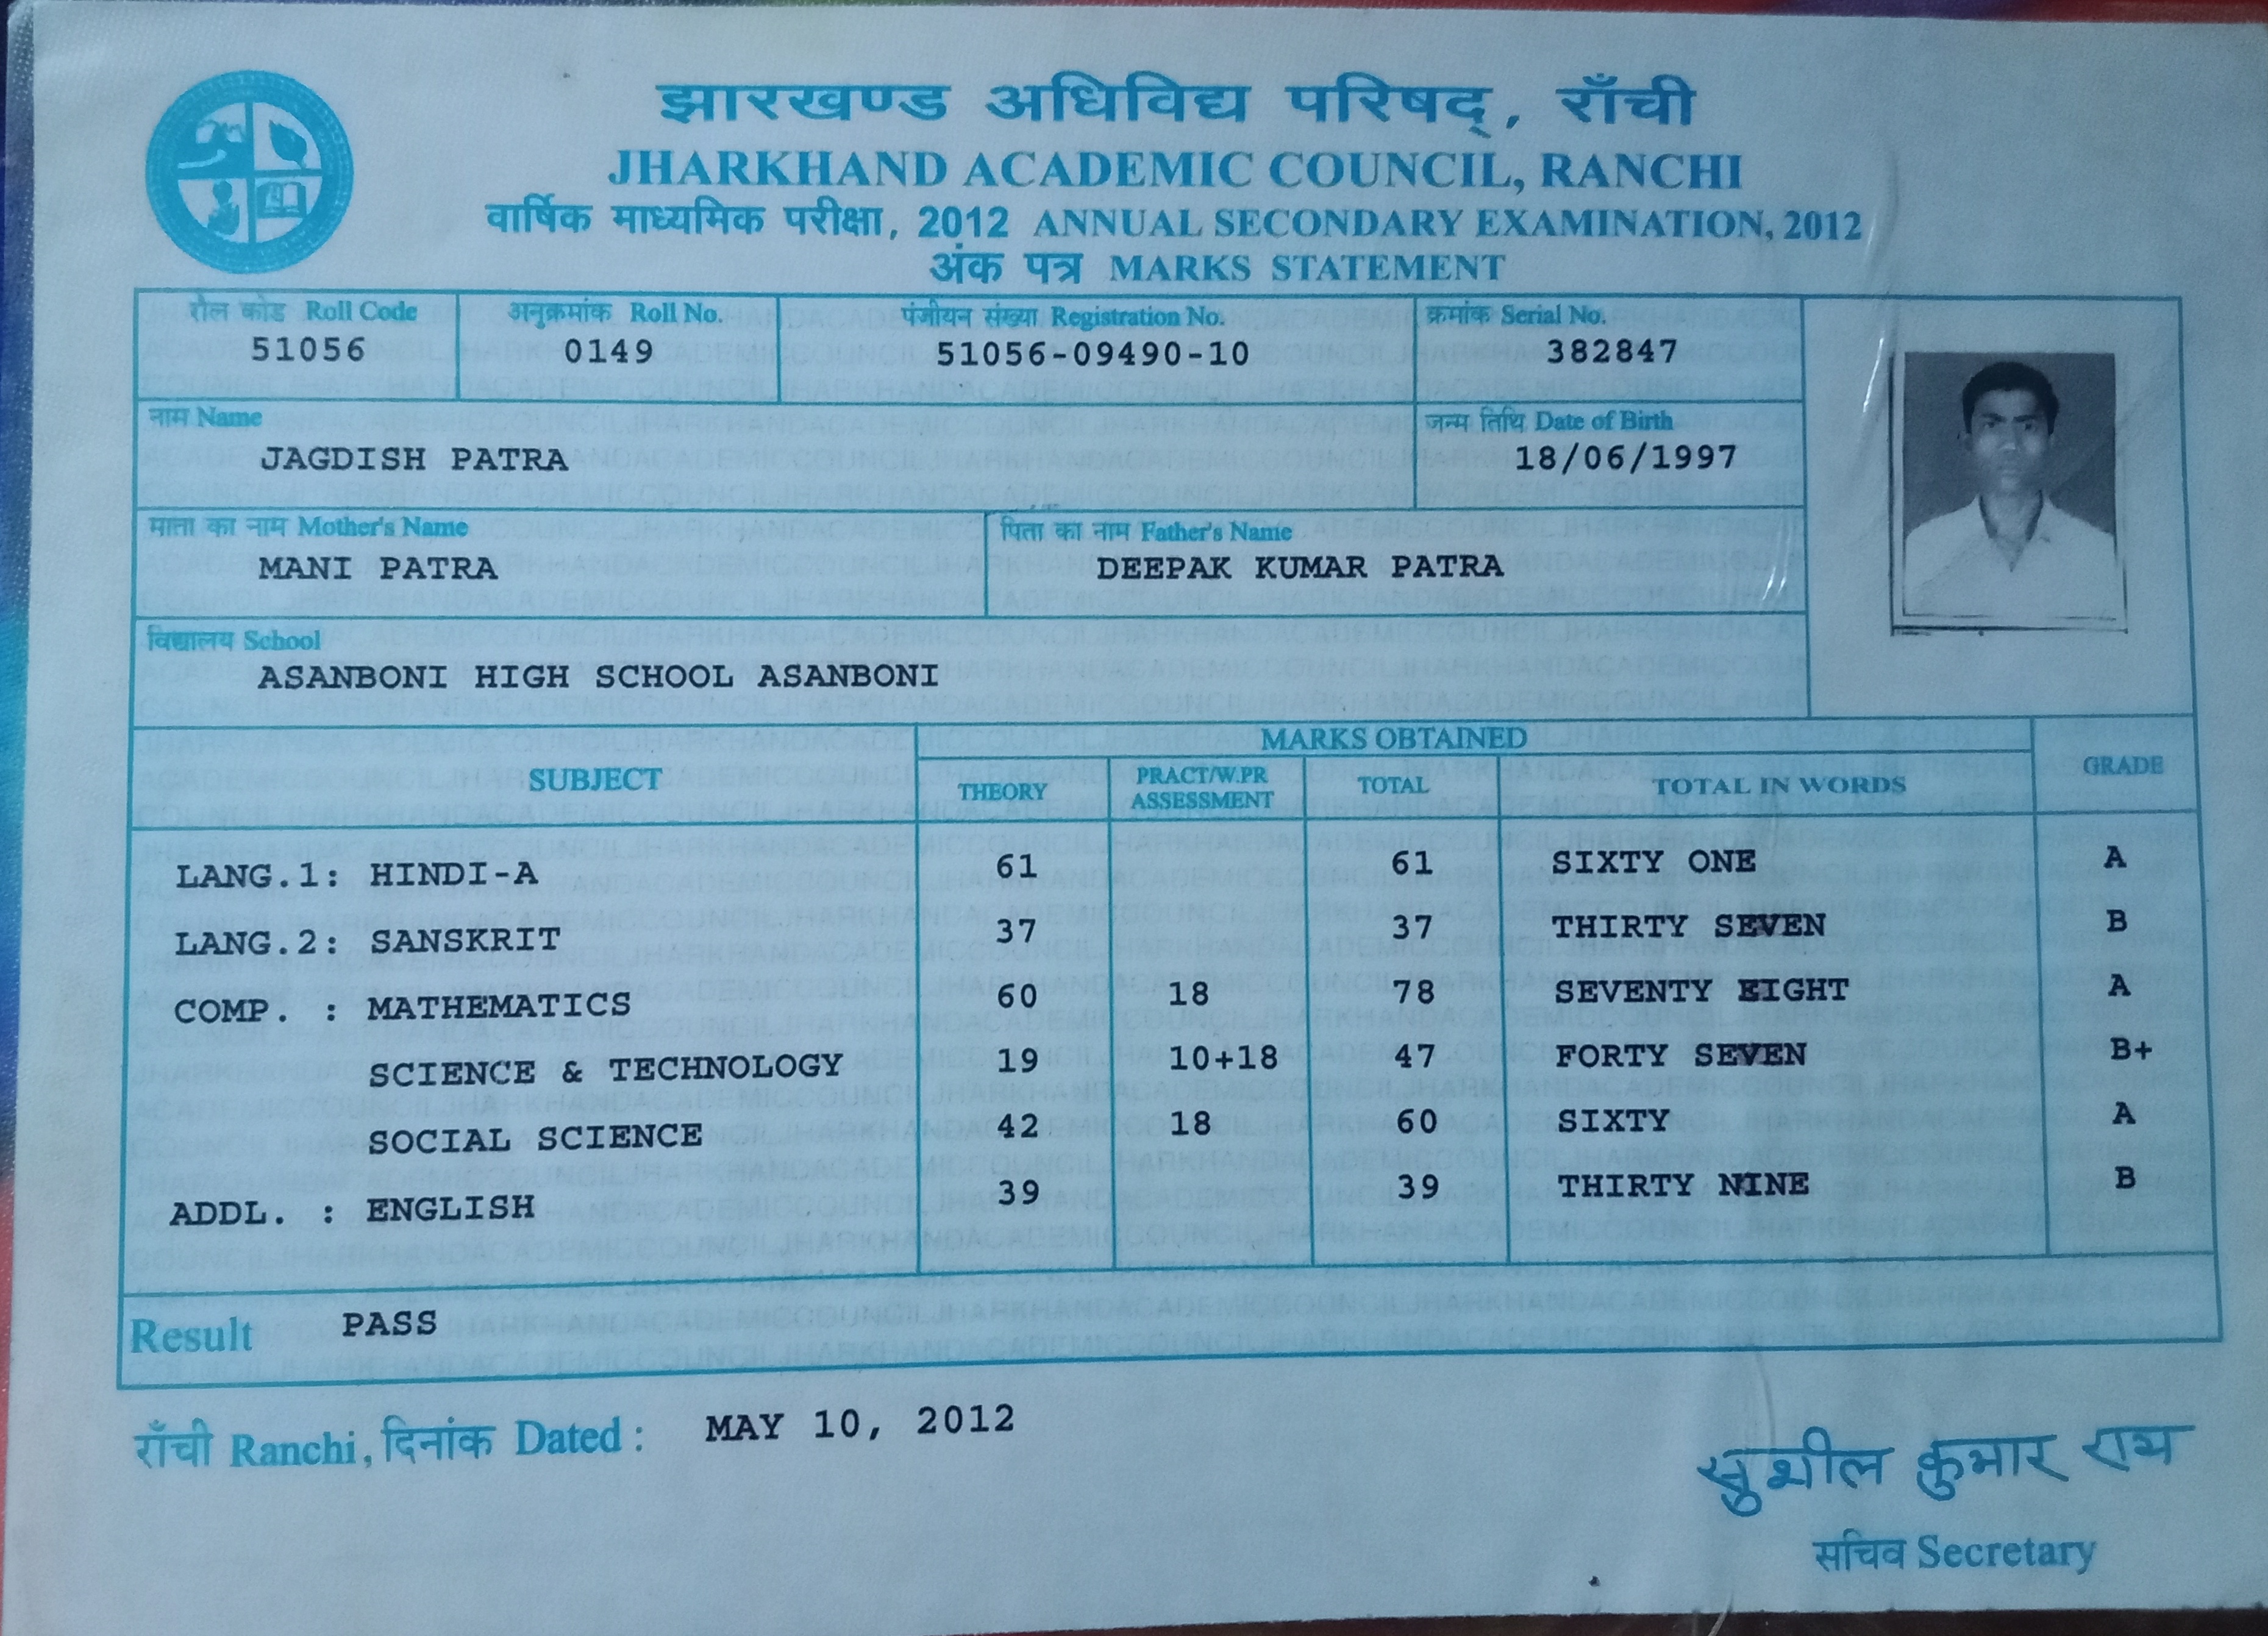 झारखण्ड अधिविद्य परिषद्, राँची
JHARKHAND ACADEMIC COUNCIL, RANCHI
वार्षिक माध्यमिक परीक्षा, 2012 ANNUAL SECONDARY EXAMINATION, 2012
अंक पत्र MARKS STATEMENT
रोल कोड Roll Code अनुक्रमांक Roll No. पंजीयन संख्या Registration No. क्रमांक Serial No.
51056 0149 51056-09490-10 382847
नाम Name जन्म तिथि Date of Birth
JAGDISH PATRA 18/06/1997
माता का नाम Mother's Name पिता का नाम Father's Name
MANI PATRA DEEPAK KUMAR PATRA
विद्यालय School
ASANBONI HIGH SCHOOL ASANBONI
MARKS OBTAINED
SUBJECT THEORY PRACT/W.PR ASSESSMENT TOTAL TOTAL IN WORDS GRADE
LANG.1: HINDI-A 61 61 SIXTY ONE A
LANG.2: SANSKRIT 37 37 THIRTY SEVEN B
COMP. : MATHEMATICS 60 18 78 SEVENTY EIGHT A
SCIENCE & TECHNOLOGY 19 10+18 47 FORTY SEVEN B+
SOCIAL SCIENCE 42 18 60 SIXTY A
ADDL. : ENGLISH 39 39 THIRTY NINE B
Result PASS
राँची Ranchi, दिनांक Dated : MAY 10, 2012
सुशील कुमार राय
सचिव Secretary